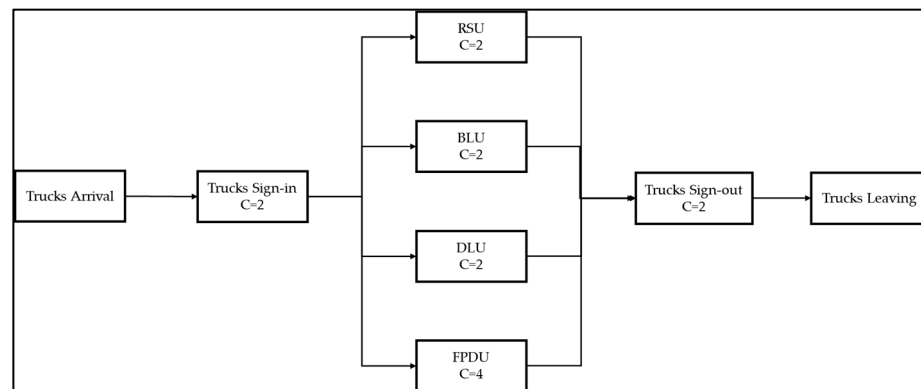 RSU
C=2
BLU
C=2
Trucks Arrival
Trucks Sign-in
C=2
Trucks Sign-out
C=2
Trucks Leaving
DLU
C=2
FPDU
C=4